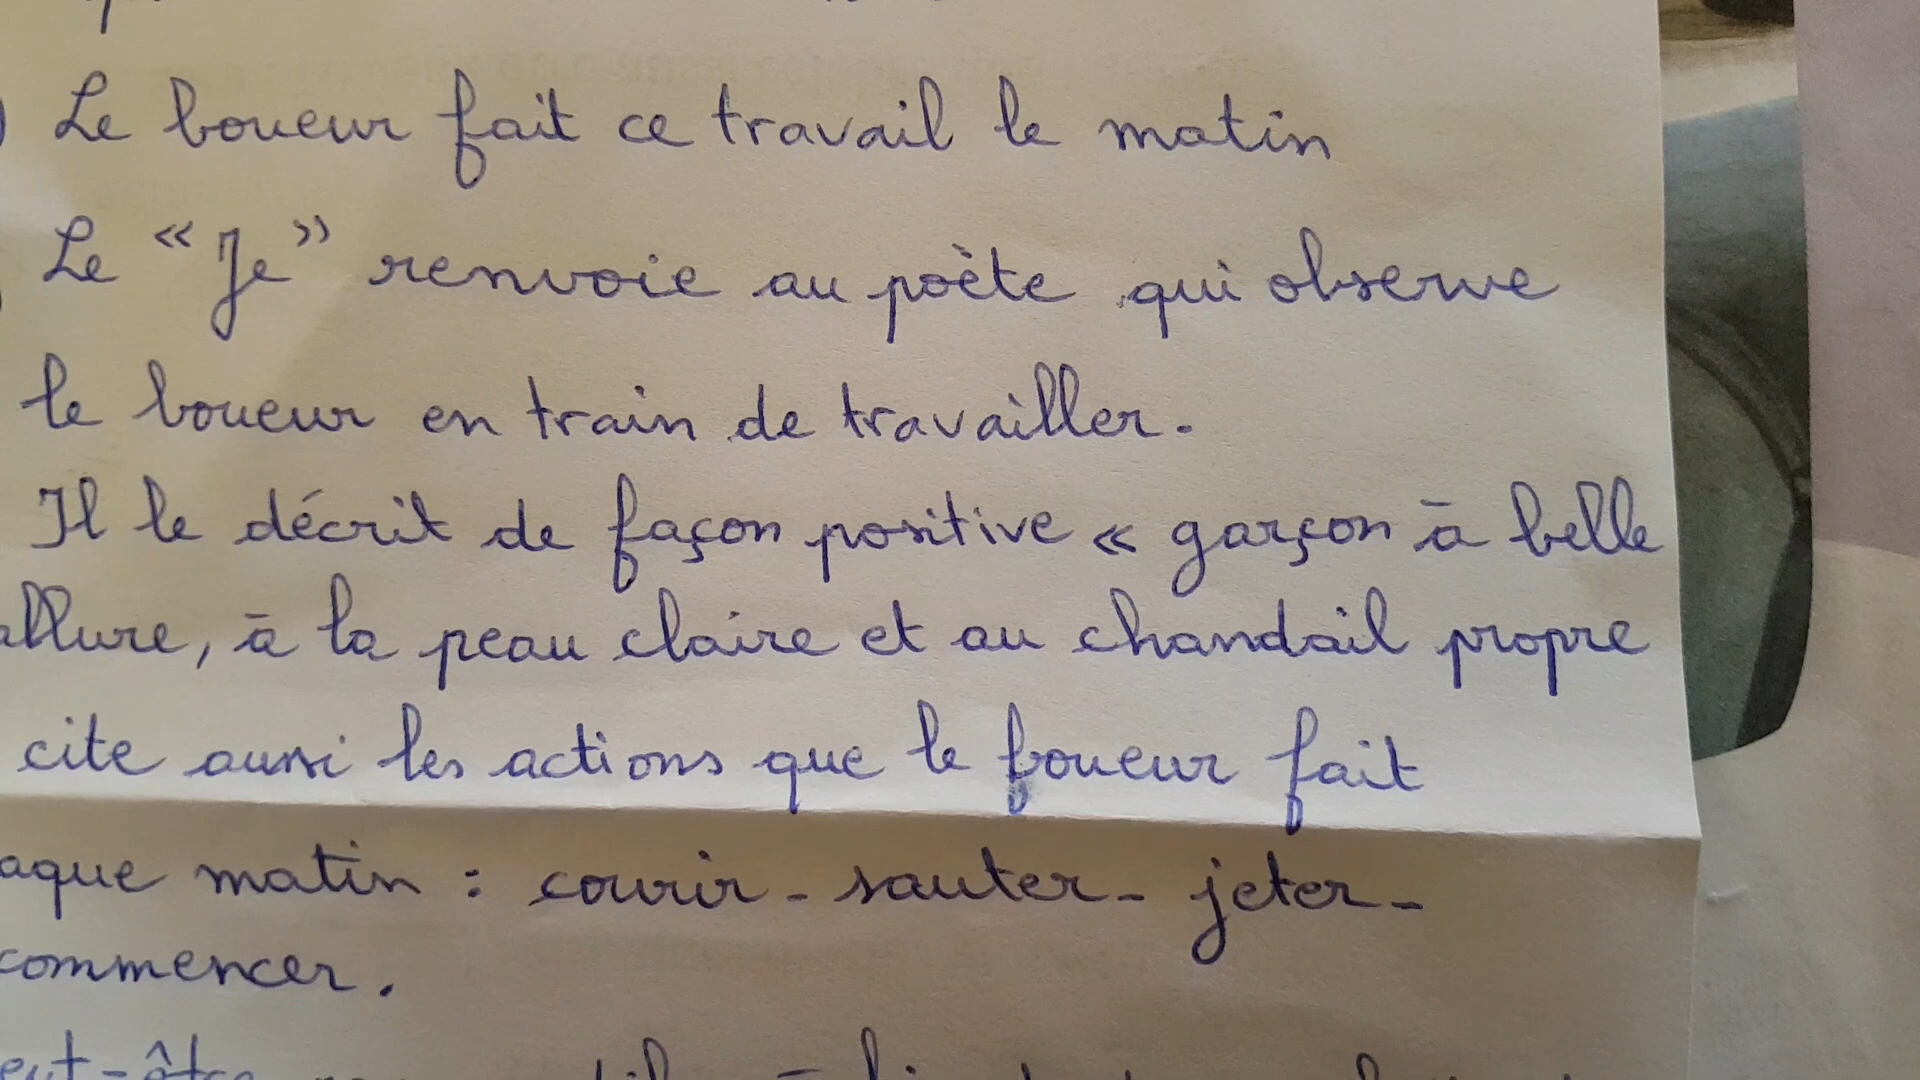 Le boueur fait ce travail le matin
Le « Je » renvoie au poète qui observe
le boueur en train de travailler.
Il le décrit de façon positive « garçon à belle
allure, à la peau claire et au chandail propre
cite aussi les actions que le boueur fait
aque matin : courir - sauter - jeter -
commencer.